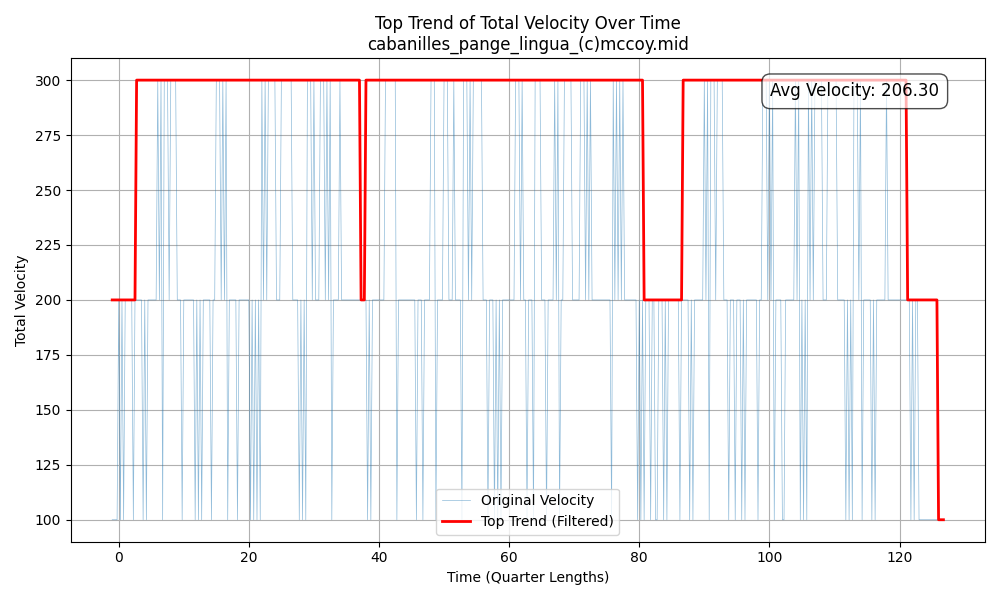 Top Trend of Total Velocity Over Time
cabanilles_pange_lingua_(c)mccoy.mid
Avg Velocity: 206.30
Total Velocity
300
275
250
225
200
175
150
125
100
Original Velocity
Top Trend (Filtered)
0 20 40 60 80 100 120
Time (Quarter Lengths)